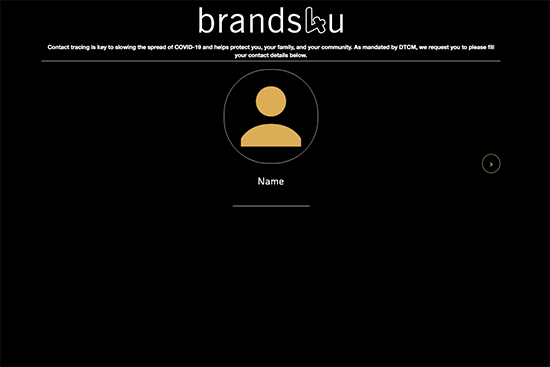 brands4u
Contact tracing is key to slowing the spread of COVID-19 and helps protect you, your family, and your community. As mandated by DTCM, we request you to please fill
your contact details below.
Name